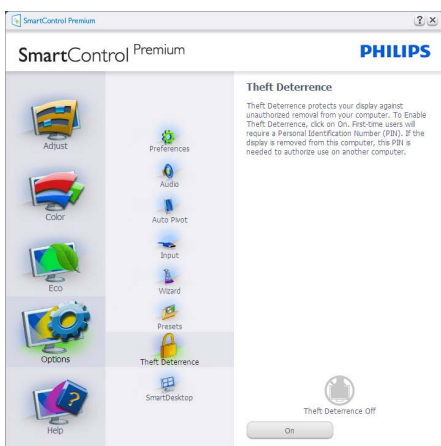 SmartControl Premium
SmartControl Premium
PHILIPS
Adjust
Color
Eco
Options
Help
Preferences
Audio
Auto Pivot
Input
Wizard
Presets
Theft Deterrence
SmartDesktop
Theft Deterrence
Theft Deterrence protects your display against
unauthorized removal from your computer. To Enable
Theft Deterrence, click on On. First-time users will
require a Personal Identification Number (PIN). If the
display is removed from this computer, this PIN is
needed to authorize use on another computer.
Theft Deterrence Off
On